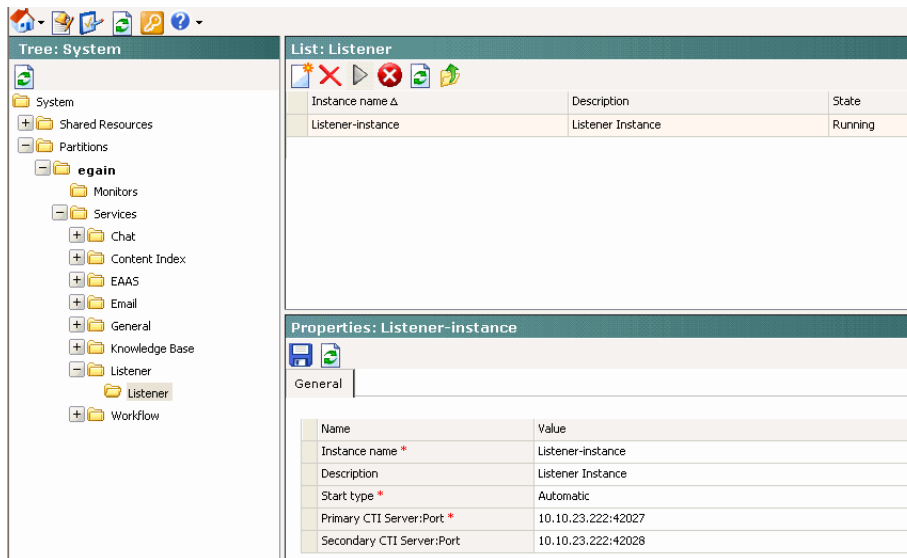 Tree: System
System
Shared Resources
Partitions
egain
Monitors
Services
Chat
Content Index
EAAS
Email
General
Knowledge Base
Listener
Listener
Workflow
List: Listener
Instance name Description State
Listener-instance Listener Instance Running
Properties: Listener-instance
General
Name Value
Instance name * Listener-instance
Description Listener Instance
Start type * Automatic
Primary CTI Server:Port * 10.10.23.222:42027
Secondary CTI Server:Port 10.10.23.222:42028